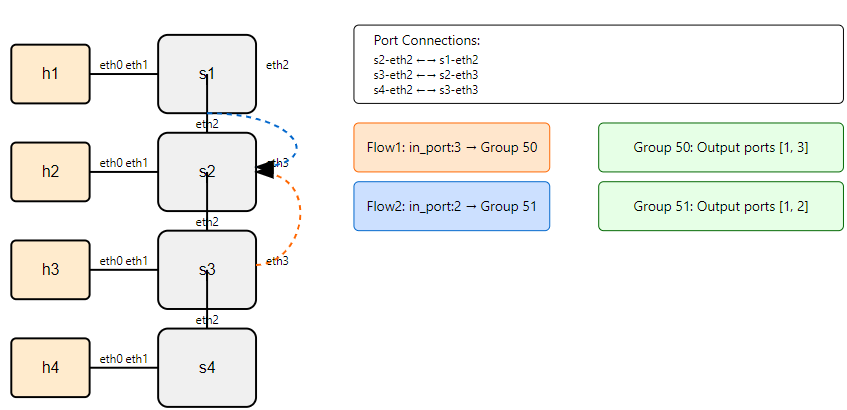 Port Connections:
s2-eth2 ←→ s1-eth2
s3-eth2 ←→ s2-eth3
s4-eth2 ←→ s3-eth3
h1
eth0 eth1
s1
eth2
eth2
Flow1: in_port:3 → Group 50
Group 50: Output ports [1, 3]
h2
eth0 eth1
s2
eth3
Flow2: in_port:2 → Group 51
Group 51: Output ports [1, 2]
eth2
h3
eth0 eth1
s3
eth3
eth2
h4
eth0 eth1
s4